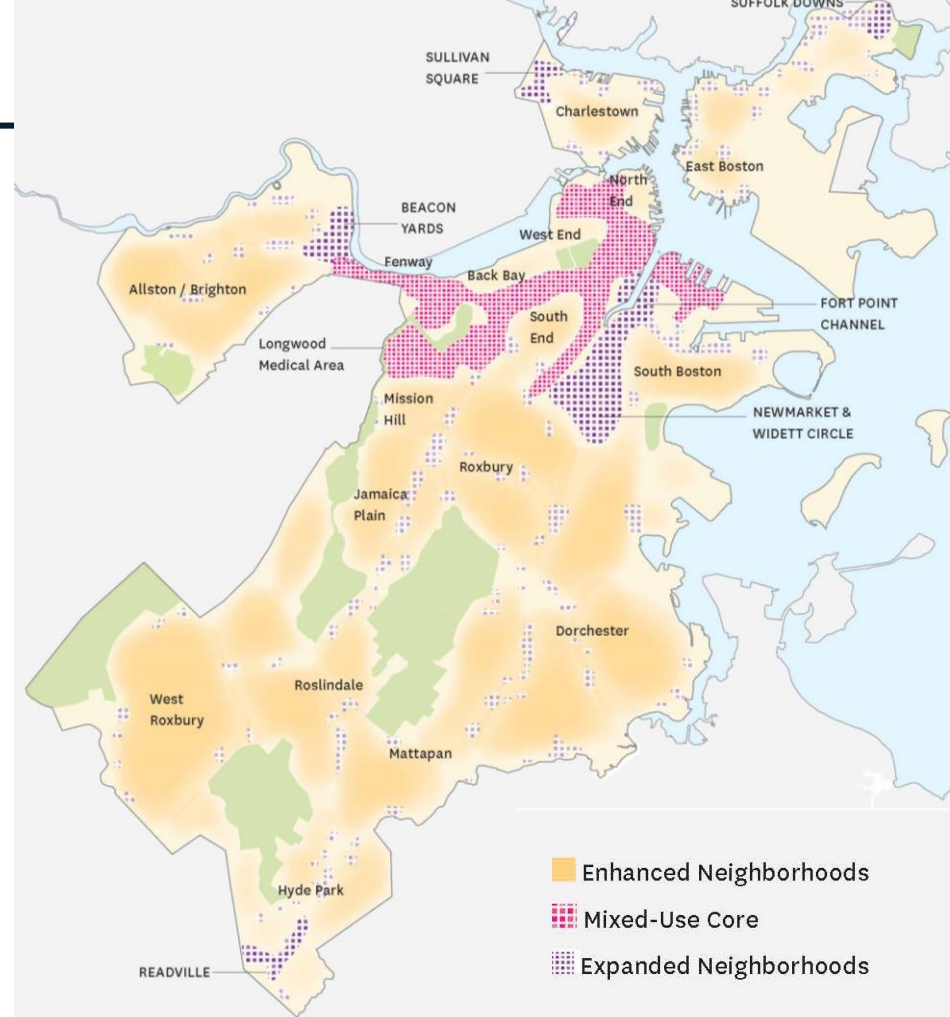 SUFFOLK DOWNS
SULLIVAN
SQUARE
Charlestown
East Boston
North
End
BEACON
YARDS
West End
Fenway
Back Bay
Allston / Brighton
FORT POINT
CHANNEL
South
End
Longwood
Medical Area
South Boston
Mission
Hill
NEWMARKET &
WIDETT CIRCLE
Roxbury
Jamaica
Plain
Dorchester
Roslindale
West
Roxbury
Mattapan
Hyde Park
READVILLE
Enhanced Neighborhoods
Mixed-Use Core
Expanded Neighborhoods